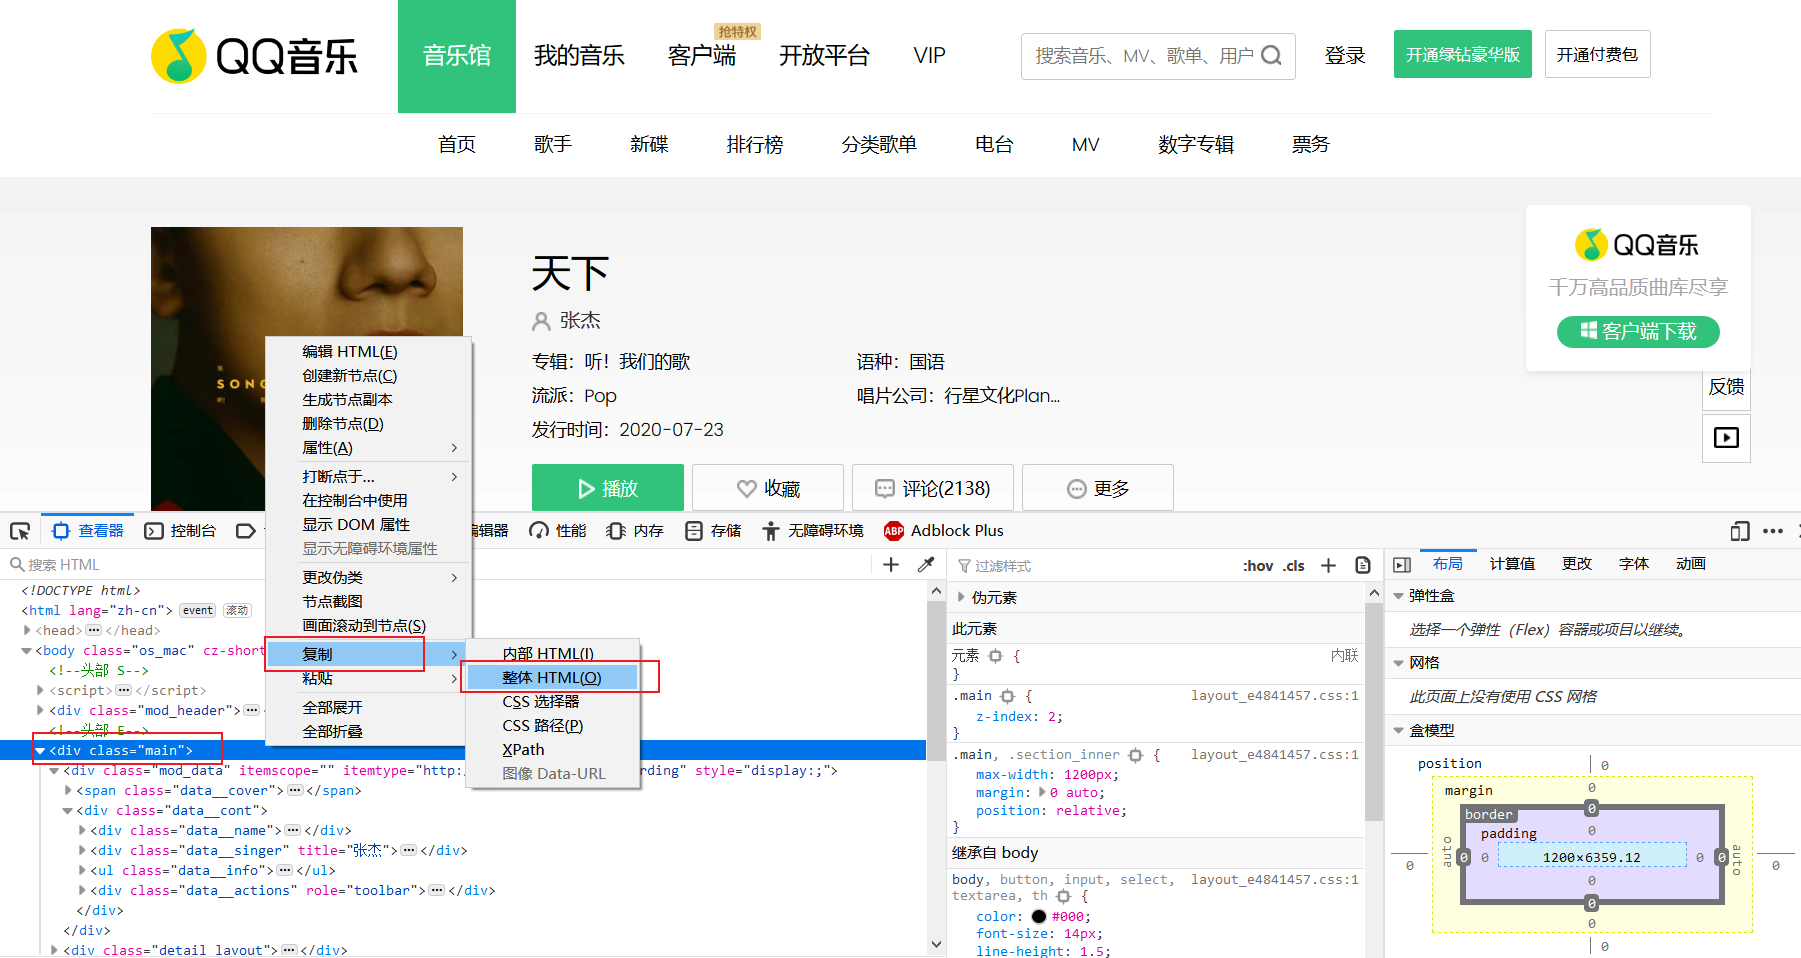 QQ音乐
音乐馆
我的音乐
客户端
抢特权
开放平台
VIP
搜索音乐、MV、歌单、用户
登录
开通绿钻豪华版
开通付费包
首页
歌手
新碟
排行榜
分类歌单
电台
MV
数字专辑
票务
SONG
天下
张杰
专辑：听！我们的歌
语种：国语
流派：Pop
唱片公司：行星文化Plan...
发行时间：2020-07-23
播放
收藏
评论(2138)
更多
QQ音乐
千万高品质曲库尽享
客户端下载
反馈
编辑 HTML(E)
创建新节点(C)
生成节点副本
删除节点(D)
属性(A)
打断点于...
在控制台中使用
显示 DOM 属性
显示无障碍环境属性
更改伪类
节点截图
画面滚动到节点(S)
复制
粘贴
全部展开
全部折叠
内部 HTML(I)
整体 HTML(O)
CSS 选择器
CSS 路径(P)
XPath
图像 Data-URL
查看器
控制台
编辑器
性能
内存
存储
无障碍环境
ABP
Adblock Plus
搜索 HTML
<!DOCTYPE html>
<html lang="zh-cn"> event 滚动
<head> ··· </head>
<body class="os_mac" cz-short
<!--头部 S-->
<script> ··· </script>
<div class="mod_header"> ··· <
<!--头部 E-->
<div class="main">
<div class="mod_data" itemscope="" itemtype="http:/ rding" style="display:;">
<span class="data__cover"> ··· </span>
<div class="data__cont">
<div class="data__name"> ··· </div>
<div class="data__singer" title="张杰"> ··· </div>
<ul class="data__info"> ··· </ul>
<div class="data__actions" role="toolbar"> ··· </div>
</div>
</div>
<div class="detail_layout"> ··· </div>
过滤样式
:hov .cls
伪元素
此元素
元素 { 内联
}
.main { layout_e4841457.css:1
z-index: 2;
}
.main, .section_inner { layout_e4841457.css:1
max-width: 1200px;
margin: 0 auto;
position: relative;
}
继承自 body
body, button, input, select, layout_e4841457.css:1
textarea, th {
color: #000;
font-size: 14px;
line-height: 1.5;
布局
计算值
更改
字体
动画
弹性盒
选择一个弹性（Flex）容器或项目以继续。
网格
此页面上没有使用 CSS 网格
盒模型
position 0
margin 0
border 0
padding 0
0 auto 0 0 1200×6359.12 0 0 auto 0
0
0
0
0